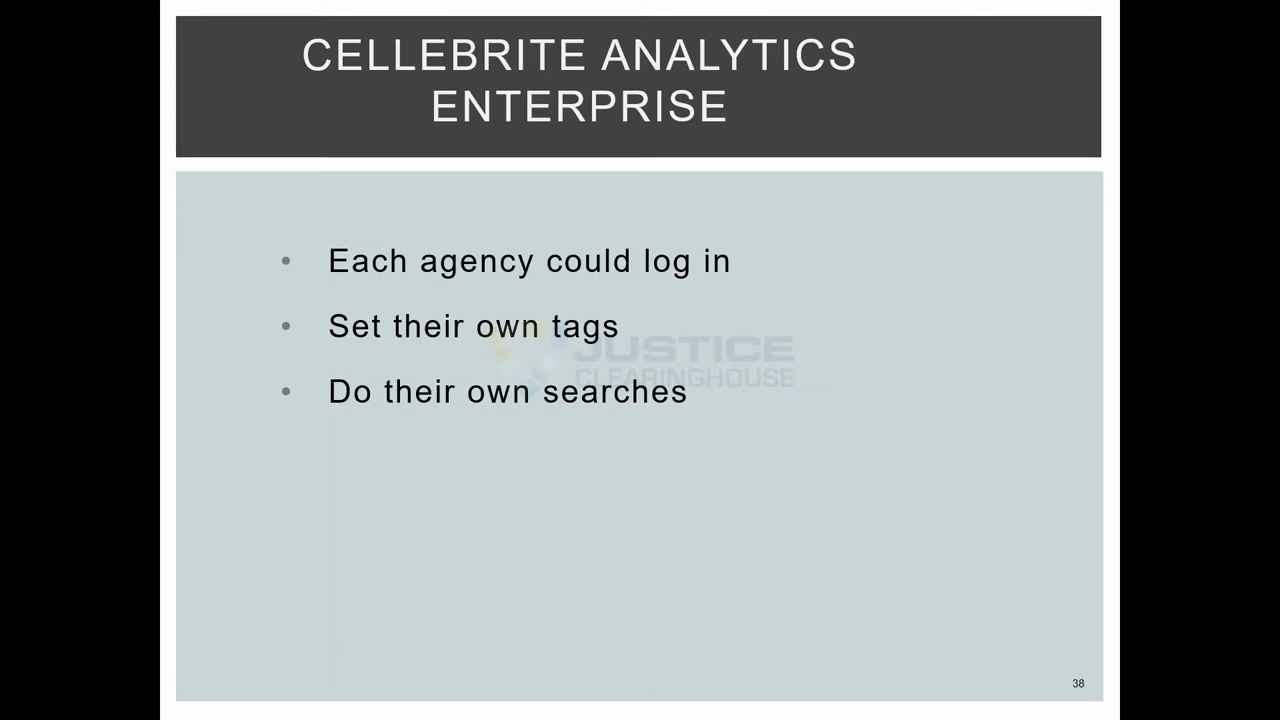 CELLEBRITE ANALYTICS
ENTERPRISE
• Each agency could log in
• Set their own tags
JUSTICE
CLEARINGHOUSE
• Do their own searches
38